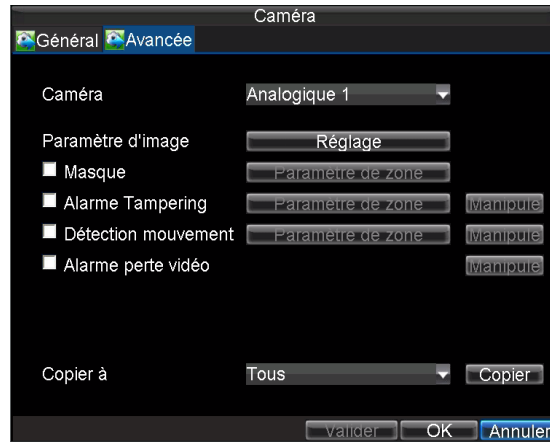 Caméra
Général Avancée
Caméra Analogique 1
Paramètre d'image Réglage
Masque Paramètre de zone
Alarme Tampering Paramètre de zone Manipule
Détection mouvement Paramètre de zone Manipule
Alarme perte vidéo Manipule
Copier à Tous Copier
Valider OK Annuler